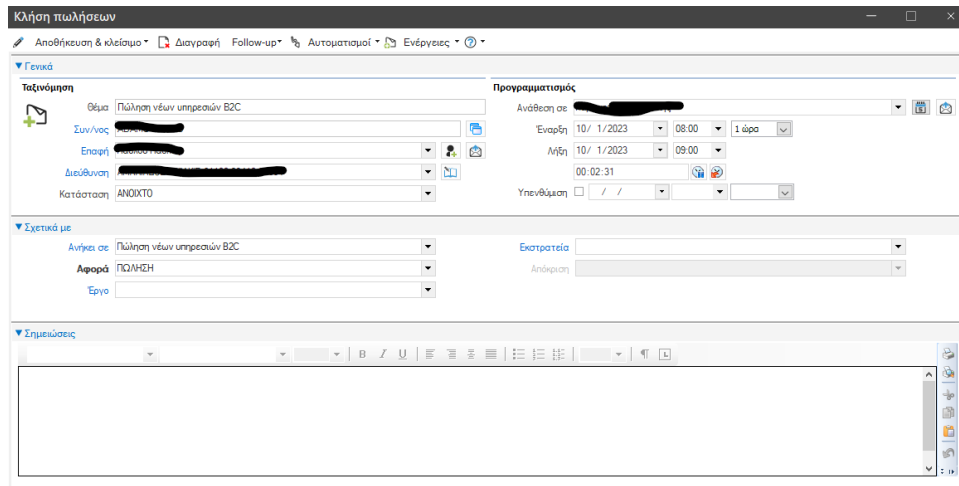 Κλήση πωλήσεων
Αποθήκευση & κλείσιμο Διαγραφή Follow-up Αυτοματισμοί Ενέργειες
Γενικά
Ταξινόμηση Προγραμματισμός
Θέμα Πώληση νέων υπηρεσιών B2C Ανάθεση σε
Συν/νος Έναρξη 10/ 1/2023 08:00 1 ώρα
Επαφή Λήξη 10/ 1/2023 09:00
Διεύθυνση 00:02:31
Κατάσταση ΑΝΟΙΧΤΟ Υπενθύμιση / /
Σχετικά με
Ανήκει σε Πώληση νέων υπηρεσιών B2C Εκστρατεία
Αφορά ΠΩΛΗΣΗ Απόκριση
Έργο
Σημειώσεις
B I U